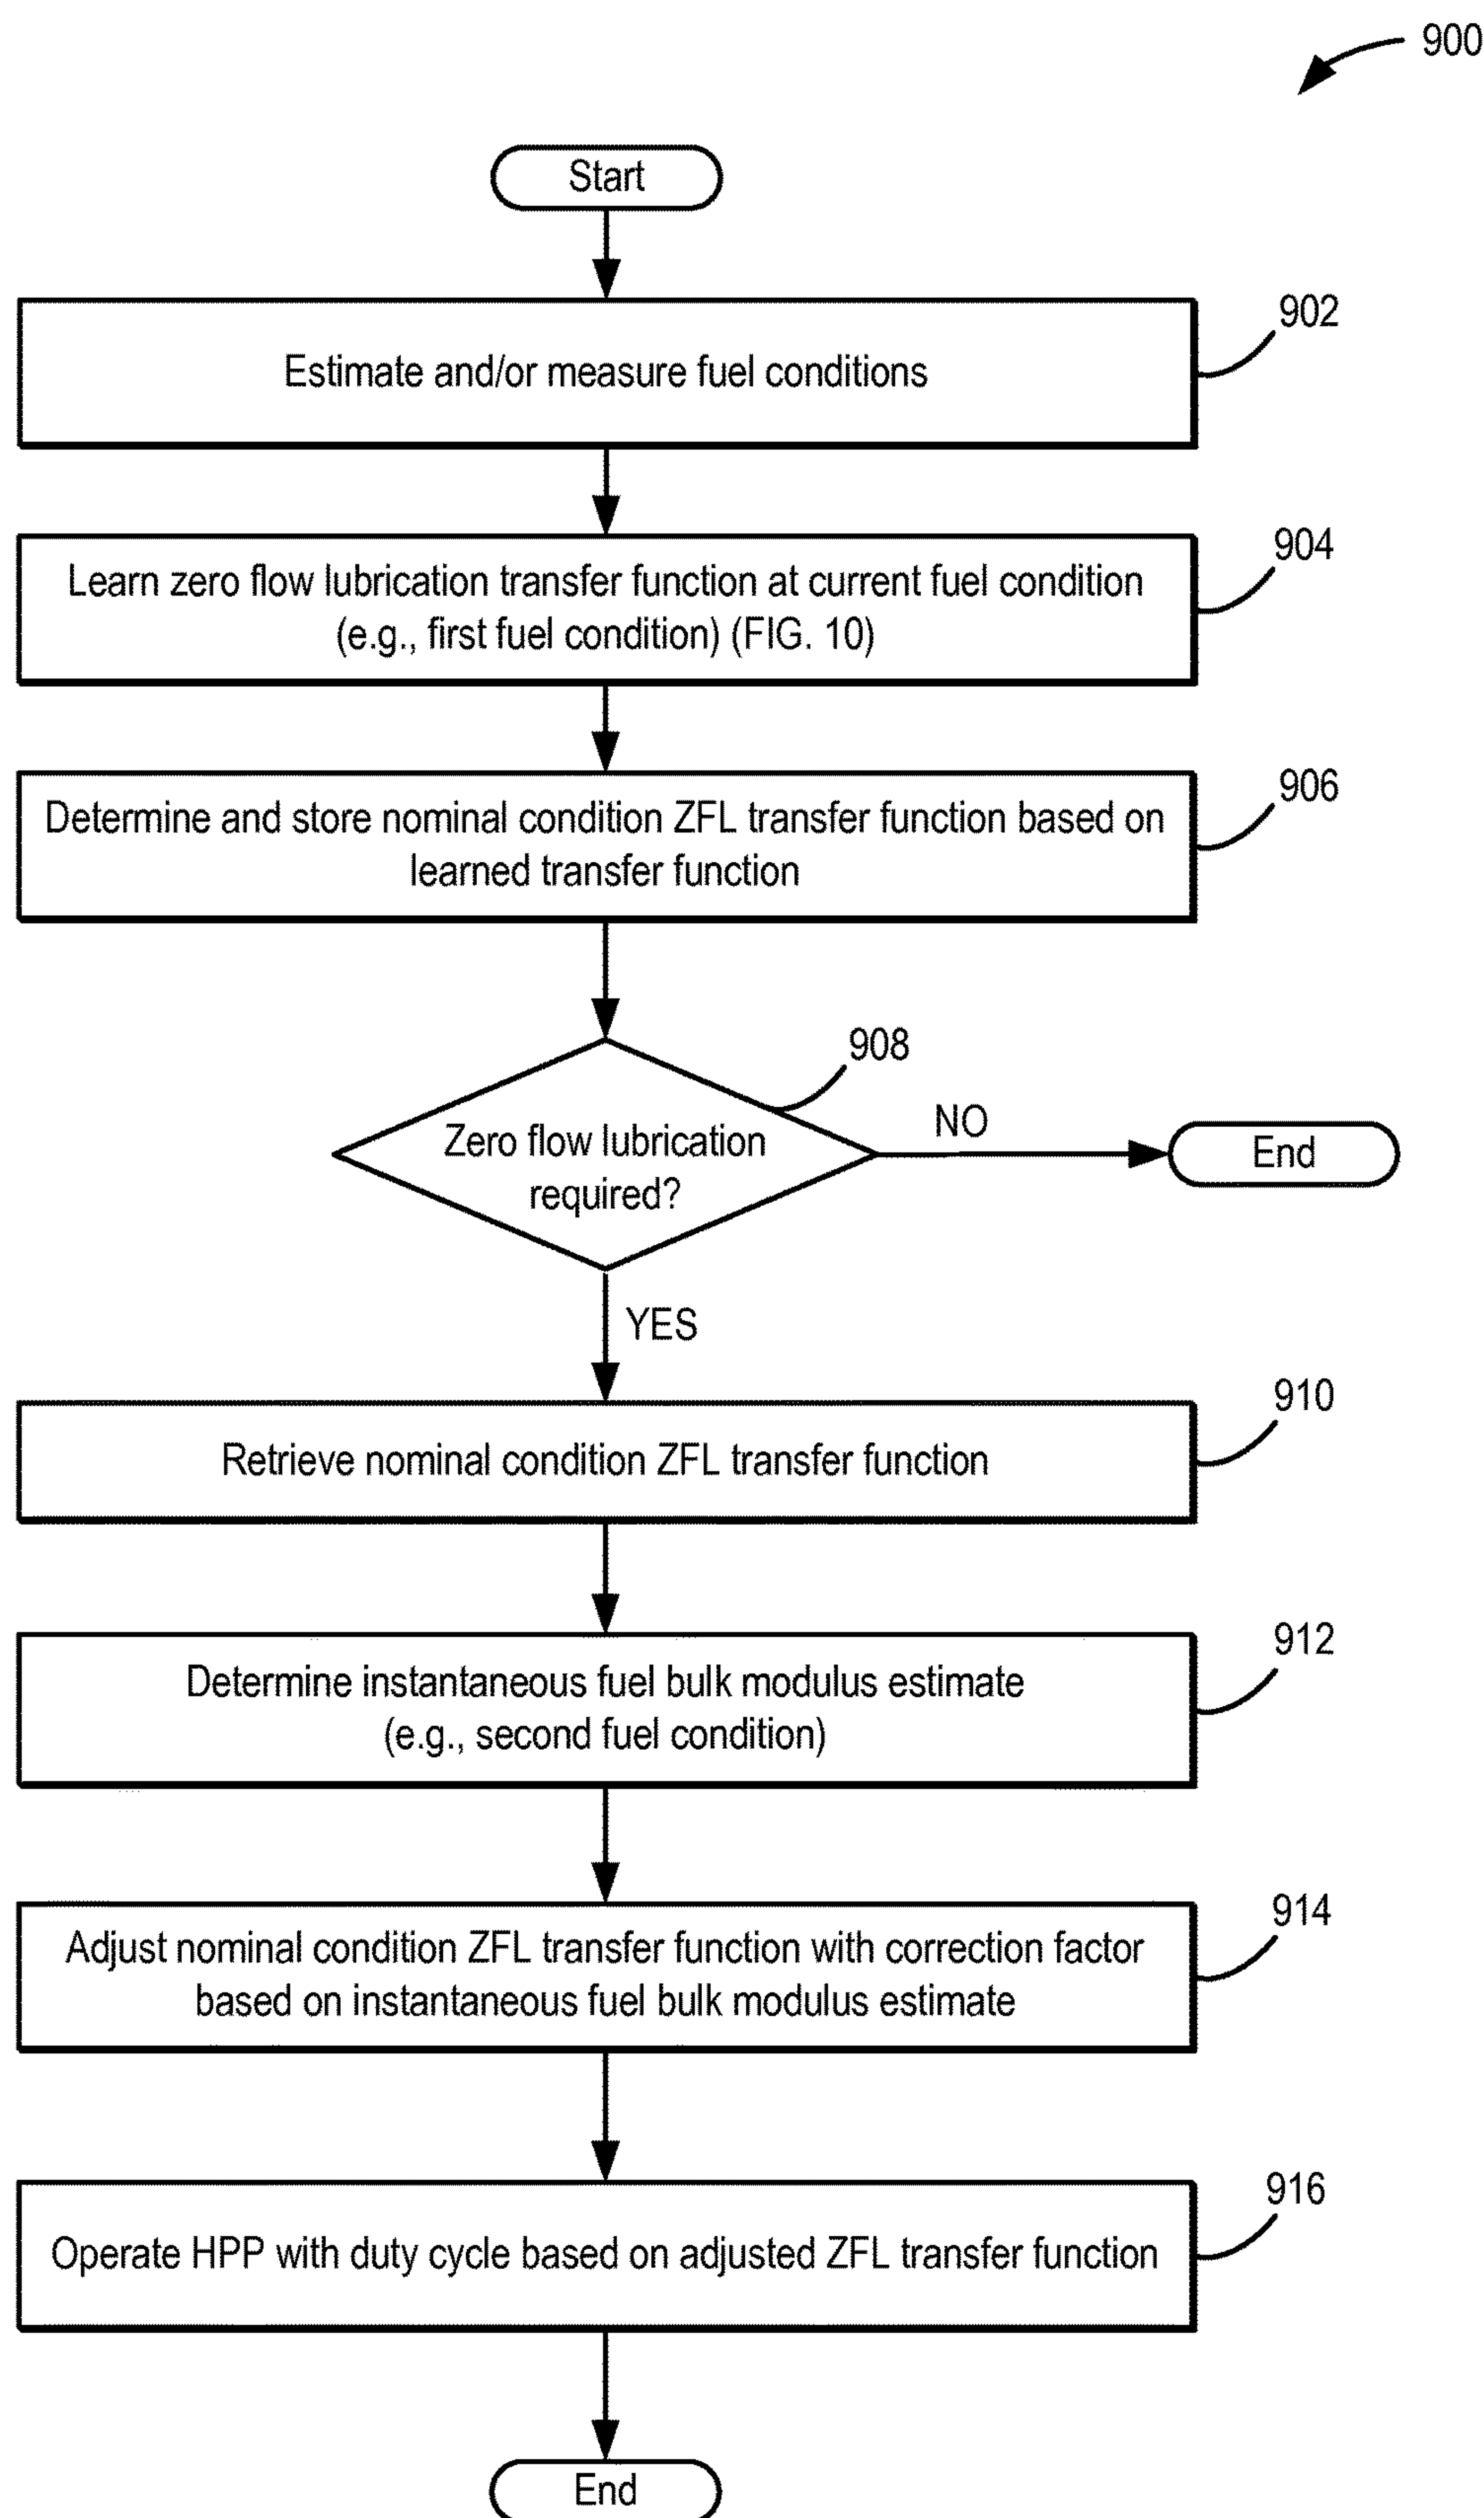 900
Start
902
Estimate and/or measure fuel conditions
904
Learn zero flow lubrication transfer function at current fuel condition
(e.g., first fuel condition) (FIG. 10)
906
Determine and store nominal condition ZFL transfer function based on
learned transfer function
908
Zero flow lubrication
required?
NO
End
YES
910
Retrieve nominal condition ZFL transfer function
912
Determine instantaneous fuel bulk modulus estimate
(e.g., second fuel condition)
914
Adjust nominal condition ZFL transfer function with correction factor
based on instantaneous fuel bulk modulus estimate
916
Operate HPP with duty cycle based on adjusted ZFL transfer function
End